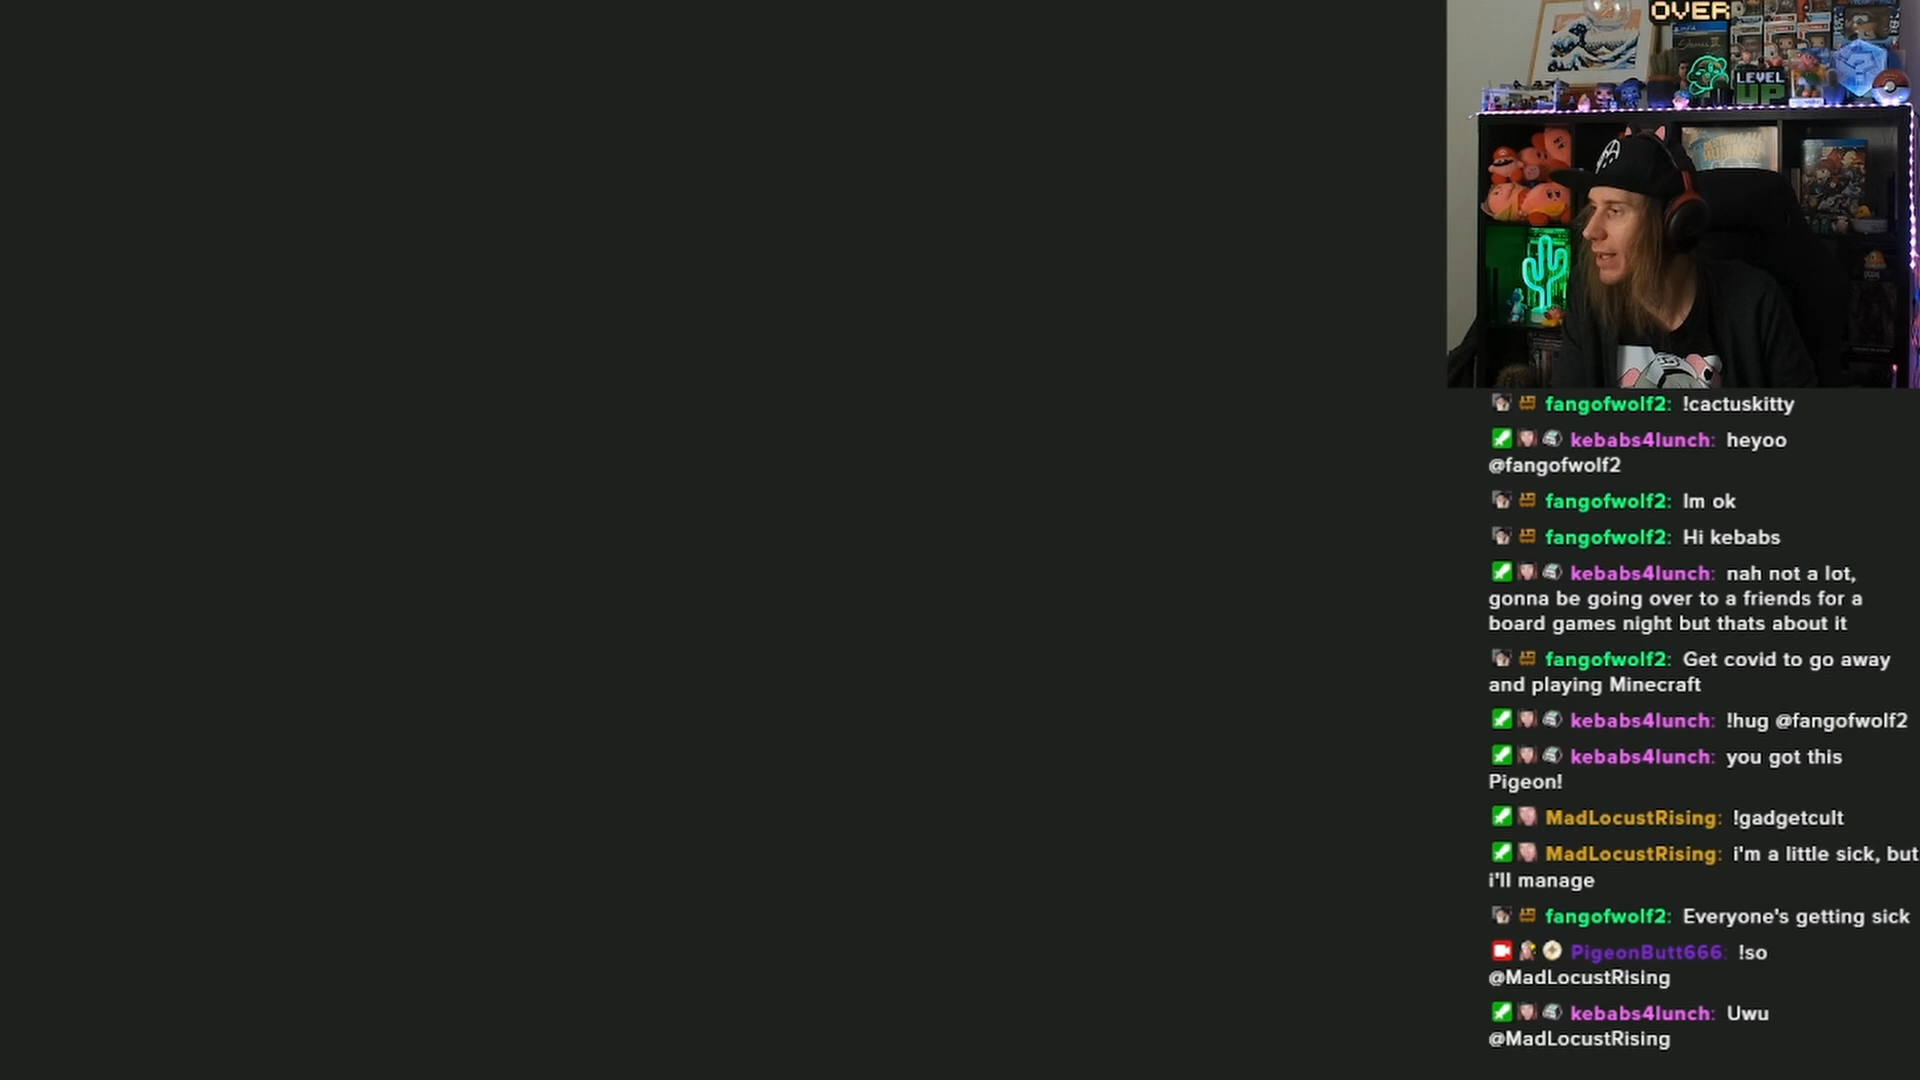 OVER
LEVEL
UP
fangofwolf2: !cactuskitty
kebabs4lunch: heyoo
@fangofwolf2
fangofwolf2: Im ok
fangofwolf2: Hi kebabs
kebabs4lunch: nah not a lot,
gonna be going over to a friends for a
board games night but thats about it
fangofwolf2: Get covid to go away
and playing Minecraft
kebabs4lunch: !hug @fangofwolf2
kebabs4lunch: you got this
Pigeon!
MadLocustRising: !gadgetcult
MadLocustRising: i'm a little sick, but
i'll manage
fangofwolf2: Everyone's getting sick
PigeonButt666: !so
@MadLocustRising
kebabs4lunch: Uwu
@MadLocustRising